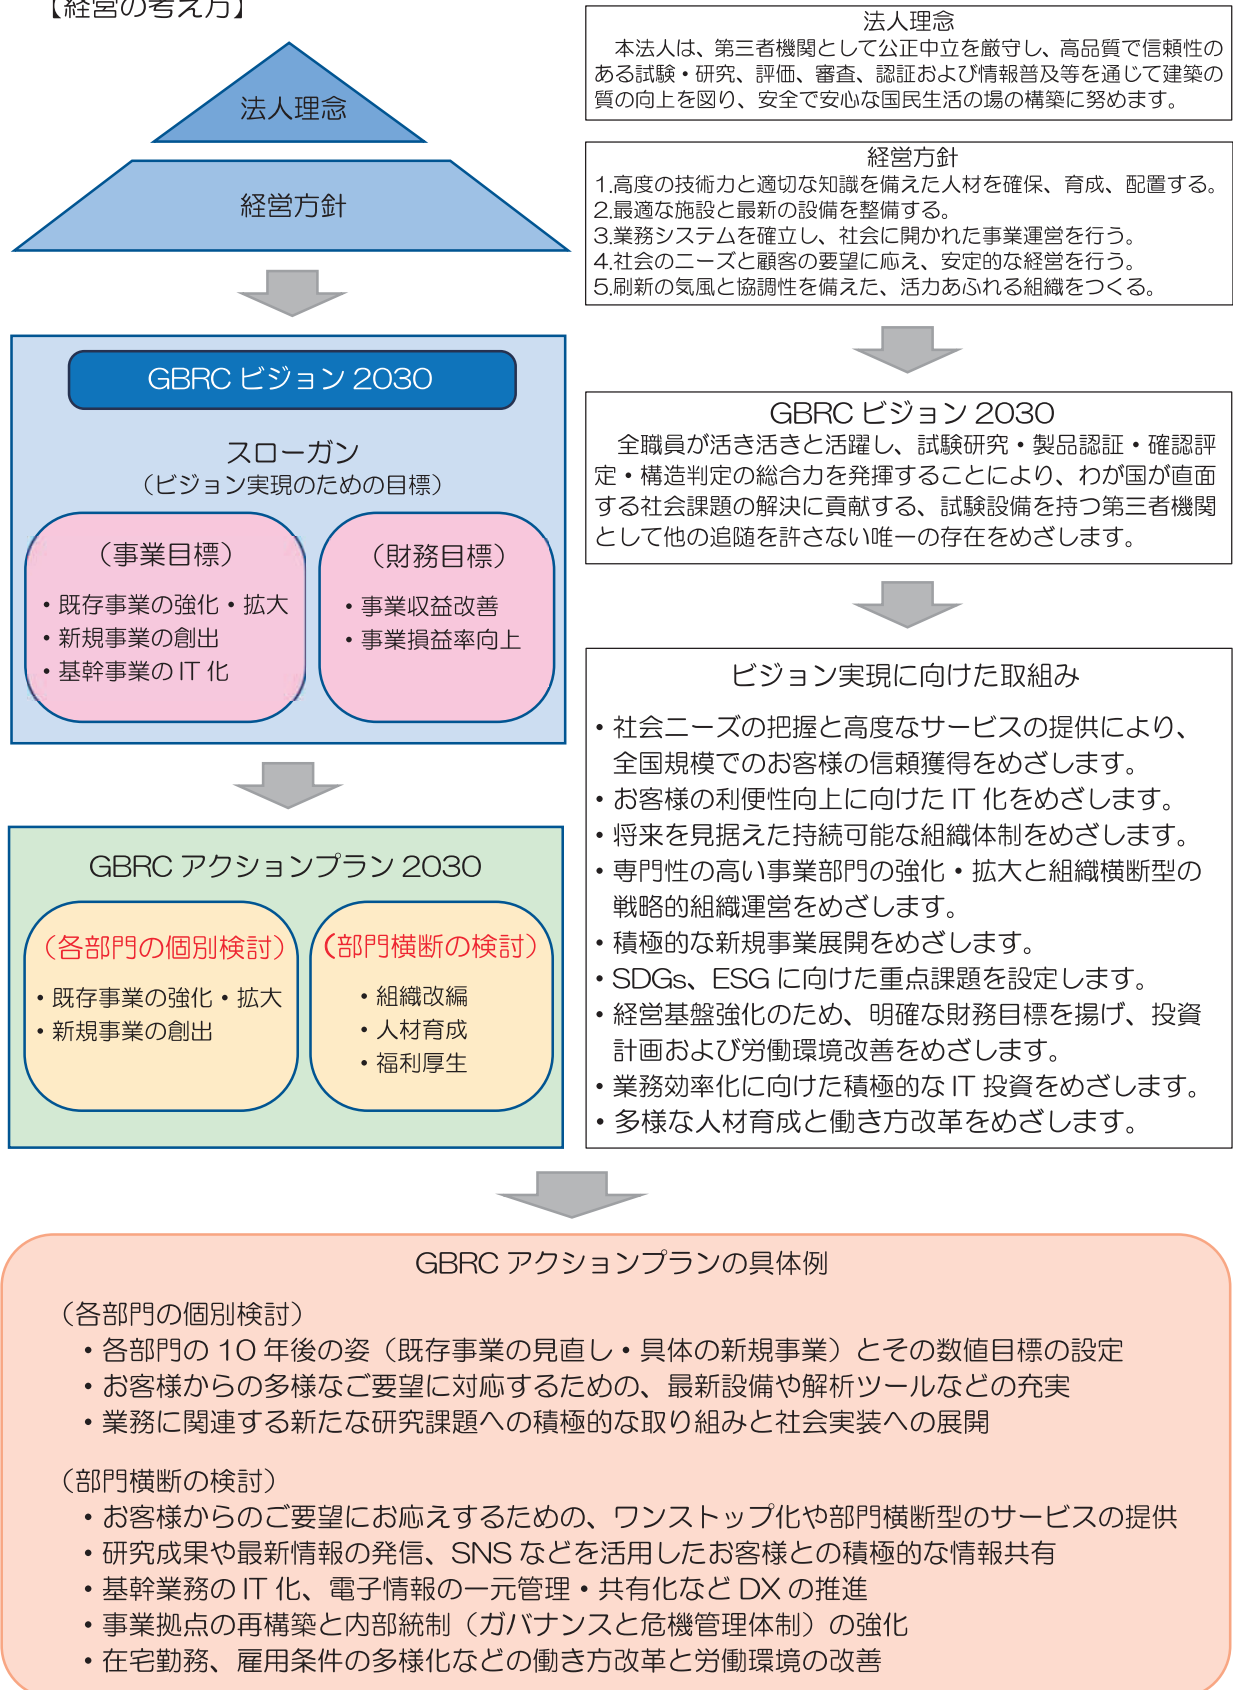 【経営の考え方】
法人理念
経営方針
GBRC ビジョン 2030
スローガン
（ビジョン実現のための目標）
（事業目標）
・既存事業の強化・拡大
・新規事業の創出
・基幹事業の IT 化
（財務目標）
・事業収益改善
・事業損益率向上
GBRC アクションプラン 2030
（各部門の個別検討）
・既存事業の強化・拡大
・新規事業の創出
（部門横断の検討）
・組織改編
・人材育成
・福利厚生
法人理念
本法人は、第三者機関として公正中立を厳守し、高品質で信頼性の
ある試験・研究、評価、審査、認証および情報普及等を通じて建築の
質の向上を図り、安全で安心な国民生活の場の構築に努めます。
経営方針
1.高度の技術力と適切な知識を備えた人材を確保、育成、配置する。
2.最適な施設と最新の設備を整備する。
3.業務システムを確立し、社会に開かれた事業運営を行う。
4.社会のニーズと顧客の要望に応え、安定的な経営を行う。
5.刷新の気風と協調性を備えた、活力あふれる組織をつくる。
GBRC ビジョン 2030
全職員が活き活きと活躍し、試験研究・製品認証・確認評
定・構造判定の総合力を発揮することにより、わが国が直面
する社会課題の解決に貢献する、試験設備を持つ第三者機関
として他の追随を許さない唯一の存在をめざします。
ビジョン実現に向けた取組み
・社会ニーズの把握と高度なサービスの提供により、
全国規模でのお客様の信頼獲得をめざします。
・お客様の利便性向上に向けた IT 化をめざします。
・将来を見据えた持続可能な組織体制をめざします。
・専門性の高い事業部門の強化・拡大と組織横断型の
戦略的組織運営をめざします。
・積極的な新規事業展開をめざします。
・SDGs、ESG に向けた重点課題を設定します。
・経営基盤強化のため、明確な財務目標を揚げ、投資
計画および労働環境改善をめざします。
・業務効率化に向けた積極的な IT 投資をめざします。
・多様な人材育成と働き方改革をめざします。
GBRC アクションプランの具体例
（各部門の個別検討）
・各部門の 10 年後の姿（既存事業の見直し・具体の新規事業）とその数値目標の設定
・お客様からの多様なご要望に対応するための、最新設備や解析ツールなどの充実
・業務に関連する新たな研究課題への積極的な取り組みと社会実装への展開
（部門横断の検討）
・お客様からのご要望にお応えするための、ワンストップ化や部門横断型のサービスの提供
・研究成果や最新情報の発信、SNS などを活用したお客様との積極的な情報共有
・基幹業務の IT 化、電子情報の一元管理・共有化など DX の推進
・事業拠点の再構築と内部統制（ガバナンスと危機管理体制）の強化
・在宅勤務、雇用条件の多様化などの働き方改革と労働環境の改善